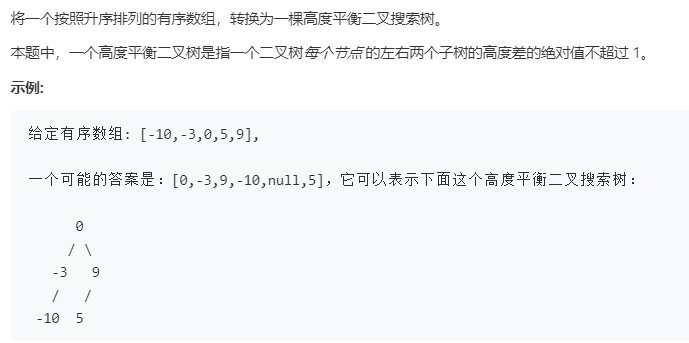 将一个按照升序排列的有序数组，转换为一棵高度平衡二叉搜索树。
本题中，一个高度平衡二叉树是指一个二叉树每个节点 的左右两个子树的高度差的绝对值不超过 1。
示例:
给定有序数组: [-10,-3,0,5,9],
一个可能的答案是：[0,-3,9,-10,null,5]，它可以表示下面这个高度平衡二叉搜索树：
      0
     / \
   -3   9
   /   /
 -10  5